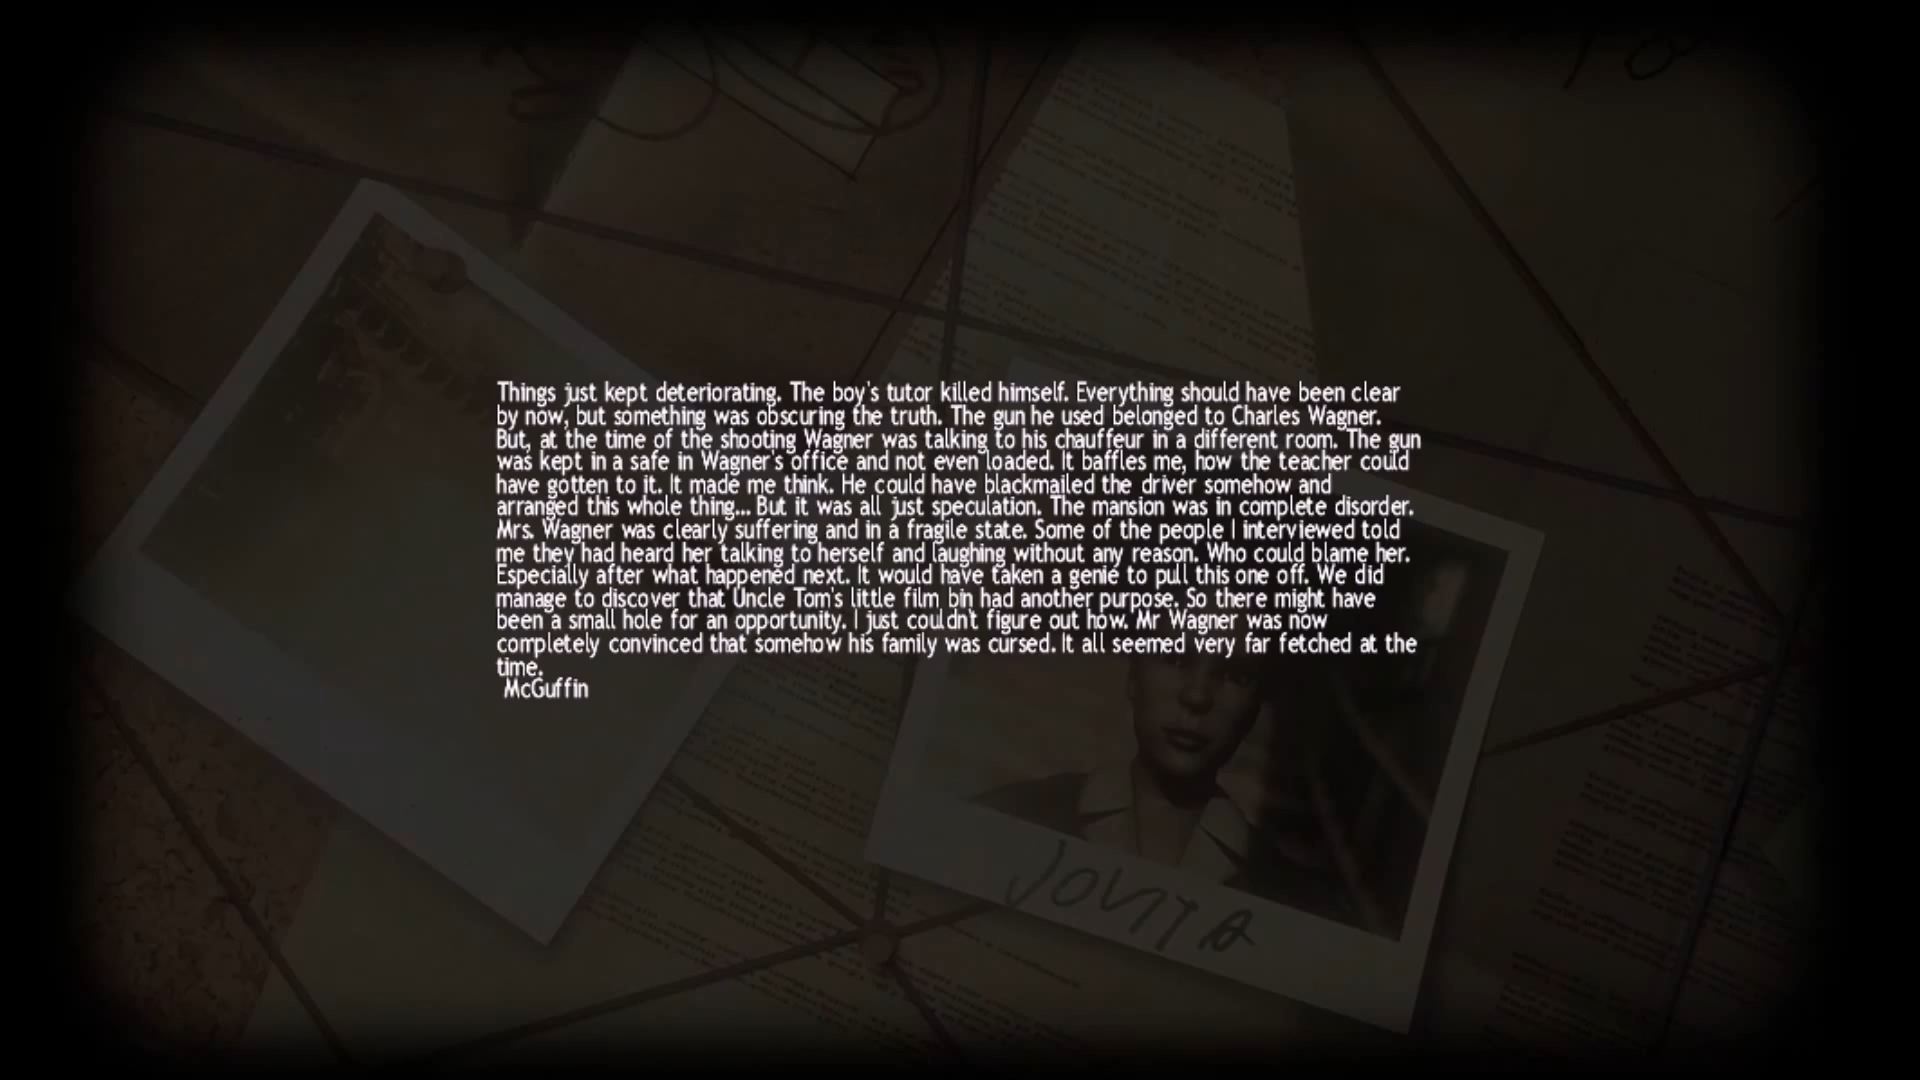 Things just kept deteriorating. The boy's tutor killed himself. Everything should have been clear
by now, but something was obscuring the truth. The gun he used belonged to Charles Wagner.
But, at the time of the shooting Wagner was talking to his chauffeur in a different room. The gun
was kept in a safe in Wagner's office and not even loaded. It baffles me, how the teacher could
have gotten to it. It made me think. He could have blackmailed the driver somehow and
arranged this whole thing... But it was all just speculation. The mansion was in complete disorder.
Mrs. Wagner was clearly suffering and in a fragile state. Some of the people I interviewed told
me they had heard her talking to herself and laughing without any reason. Who could blame her.
Especially after what happened next. It would have taken a genie to pull this one off. We did
manage to discover that Uncle Tom's little film bin had another purpose. So there might have
been a small hole for an opportunity. I just couldn't figure out how. Mr Wagner was now
completely convinced that somehow his family was cursed. It all seemed very far fetched at the
time.
McGuffin